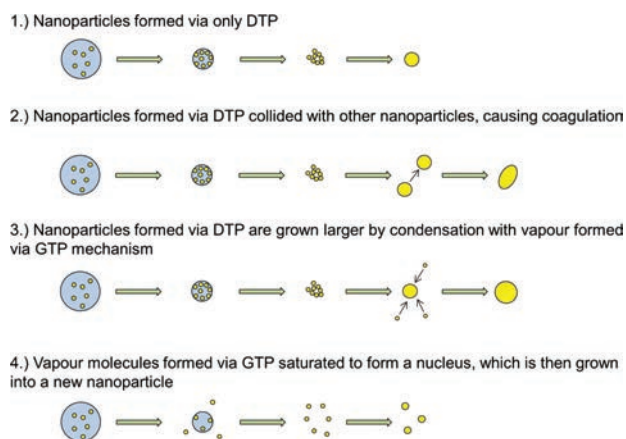 1.) Nanoparticles formed via only DTP
2.) Nanoparticles formed via DTP collided with other nanoparticles, causing coagulation
3.) Nanoparticles formed via DTP are grown larger by condensation with vapour formed
via GTP mechanism
4.) Vapour molecules formed via GTP saturated to form a nucleus, which is then grown
into a new nanoparticle